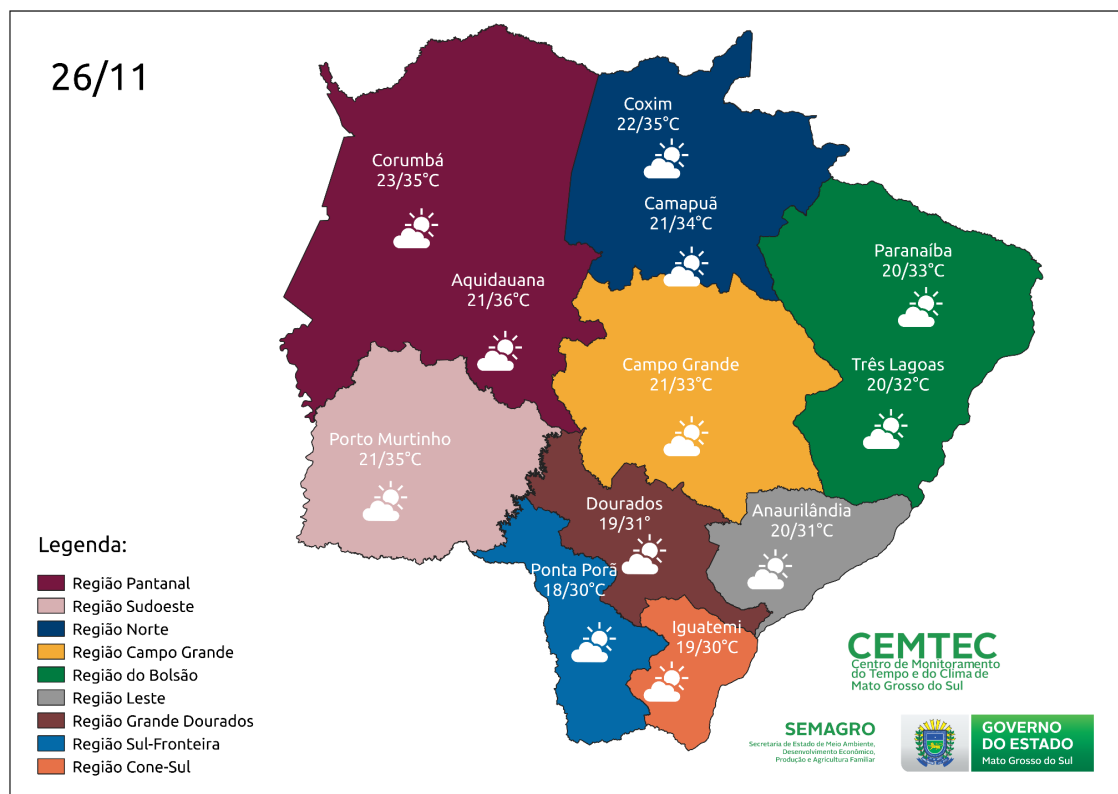 26/11
Coxim
22/35°C
Corumbá
23/35°C
Camapuã
21/34°C
Paranaíba
20/33°C
Aquidauana
21/36°C
Campo Grande
21/33°C
Três Lagoas
20/32°C
Porto Murtinho
21/35°C
Dourados
19/31°
Anaurilândia
20/31°C
Ponta Porã
18/30°C
Iguatemi
19/30°C
Legenda:
Região Pantanal
Região Sudoeste
Região Norte
Região Campo Grande
Região do Bolsão
Região Leste
Região Grande Dourados
Região Sul-Fronteira
Região Cone-Sul
CEMTEC
Centro de Monitoramento
do Tempo e do Clima de
Mato Grosso do Sul
SEMAGRO
Secretaria de Estado de Meio Ambiente,
Desenvolvimento Econômico,
Produção e Agricultura Familiar
GOVERNO
DO ESTADO
Mato Grosso do Sul